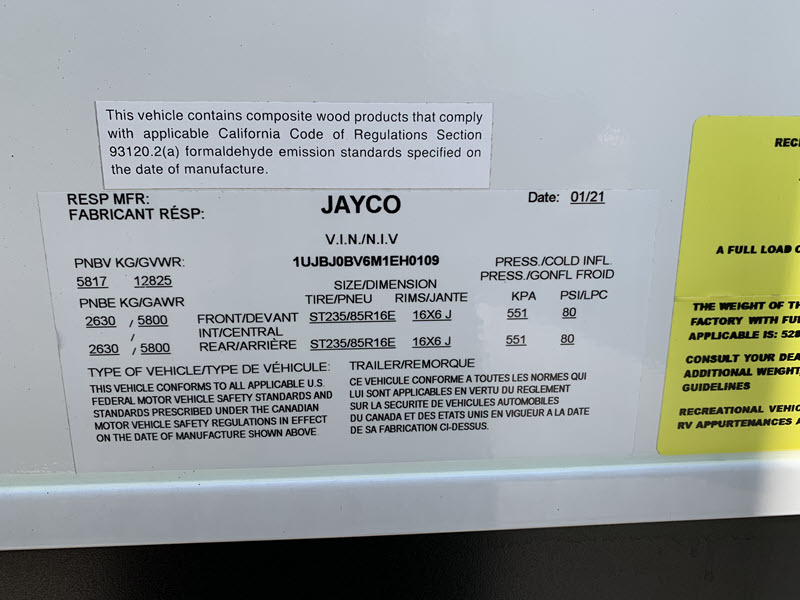 This vehicle contains composite wood products that comply
with applicable California Code of Regulations Section
93120.2(a) formaldehyde emission standards specified on
the date of manufacture.
RESP MFR:
FABRICANT RÉSP:
JAYCO
Date: 01/21
V.I.N./N.I.V
PNBV KG/GVWR:
1UJBJ0BV6M1EH0109
PRESS./COLD INFL.
PRESS./GONFL FROID
5817 12825
SIZE/DIMENSION
PNBE KG/GAWR
TIRE/PNEU RIMS/JANTE
KPA PSI/LPC
2630 / 5800 FRONT/DEVANT ST235/85R16E 16X6 J 551 80
/ INT/CENTRAL
2630 / 5800 REAR/ARRIÈRE ST235/85R16E 16X6 J 551 80
TYPE OF VEHICLE/TYPE DE VÉHICULE: TRAILER/REMORQUE
THIS VEHICLE CONFORMS TO ALL APPLICABLE U.S.
FEDERAL MOTOR VEHICLE SAFETY STANDARDS AND
STANDARDS PRESCRIBED UNDER THE CANADIAN
MOTOR VEHICLE SAFETY REGULATIONS IN EFFECT
ON THE DATE OF MANUFACTURE SHOWN ABOVE.
CE VEHICULE CONFORME A TOUTES LES NORMES QUI
LUI SONT APPLICABLES EN VERTU DU REGLEMENT
SUR LA SECURITE DE VEHICULES AUTOMOBILES
DU CANADA ET DES ETATS UNIS EN VIGUEUR A LA DATE
DE SA FABRICATION CI-DESSUS.
A FULL LOAD
THE WEIGHT OF
FACTORY WITH
APPLICABLE IS:
CONSULT YOUR
ADDITIONAL WEIGHT,
GUIDELINES
RECREATIONAL
RV APPURTENANCES